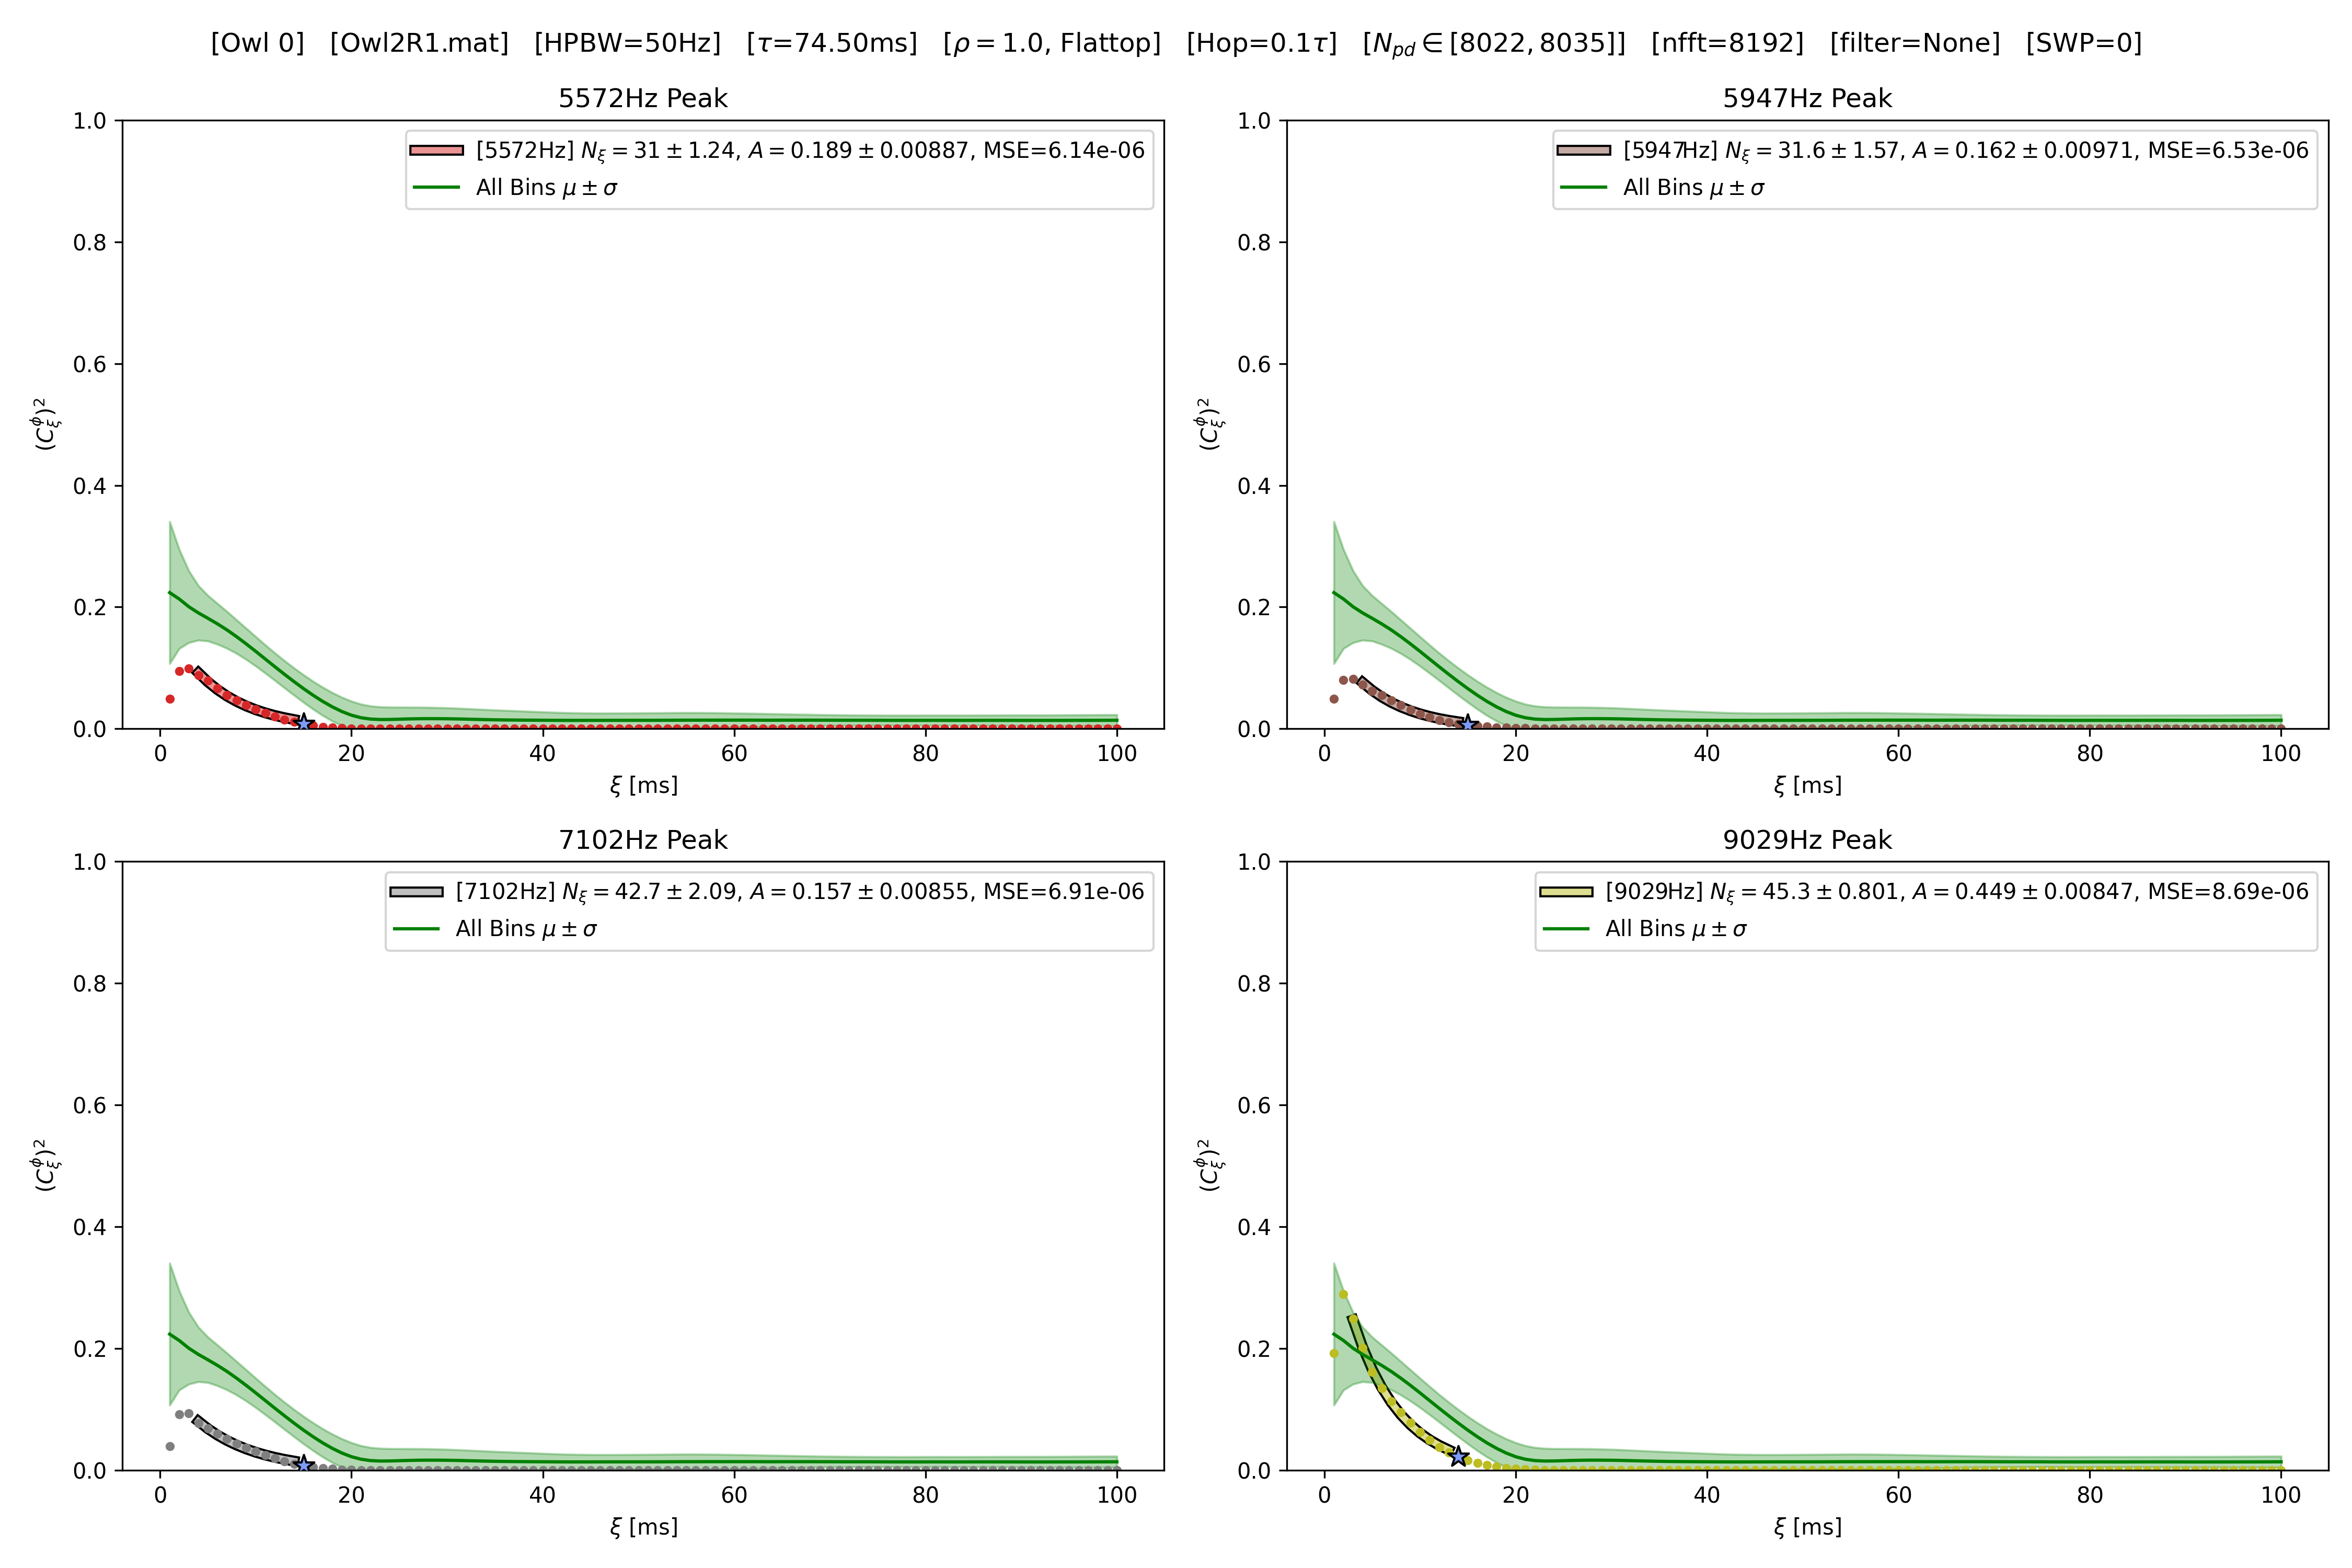 [Owl 0] [Owl2R1.mat] [HPBW=50Hz] [τ=74.50ms] [ρ = 1.0, Flattop] [Hop=0.1τ] [N_pd ∈ [8022, 8035]] [nfft=8192] [filter=None] [SWP=0]
5572Hz Peak
[5572Hz] N_ξ = 31 ± 1.24, A = 0.189 ± 0.00887, MSE=6.14e-06
All Bins μ ± σ
1.0
0.8
0.6
0.4
0.2
0.0
(C_ξ^ϕ)²
0 20 40 60 80 100
ξ [ms]
5947Hz Peak
[5947Hz] N_ξ = 31.6 ± 1.57, A = 0.162 ± 0.00971, MSE=6.53e-06
All Bins μ ± σ
1.0
0.8
0.6
0.4
0.2
0.0
(C_ξ^ϕ)²
0 20 40 60 80 100
ξ [ms]
7102Hz Peak
[7102Hz] N_ξ = 42.7 ± 2.09, A = 0.157 ± 0.00855, MSE=6.91e-06
All Bins μ ± σ
1.0
0.8
0.6
0.4
0.2
0.0
(C_ξ^ϕ)²
0 20 40 60 80 100
ξ [ms]
9029Hz Peak
[9029Hz] N_ξ = 45.3 ± 0.801, A = 0.449 ± 0.00847, MSE=8.69e-06
All Bins μ ± σ
1.0
0.8
0.6
0.4
0.2
0.0
(C_ξ^ϕ)²
0 20 40 60 80 100
ξ [ms]